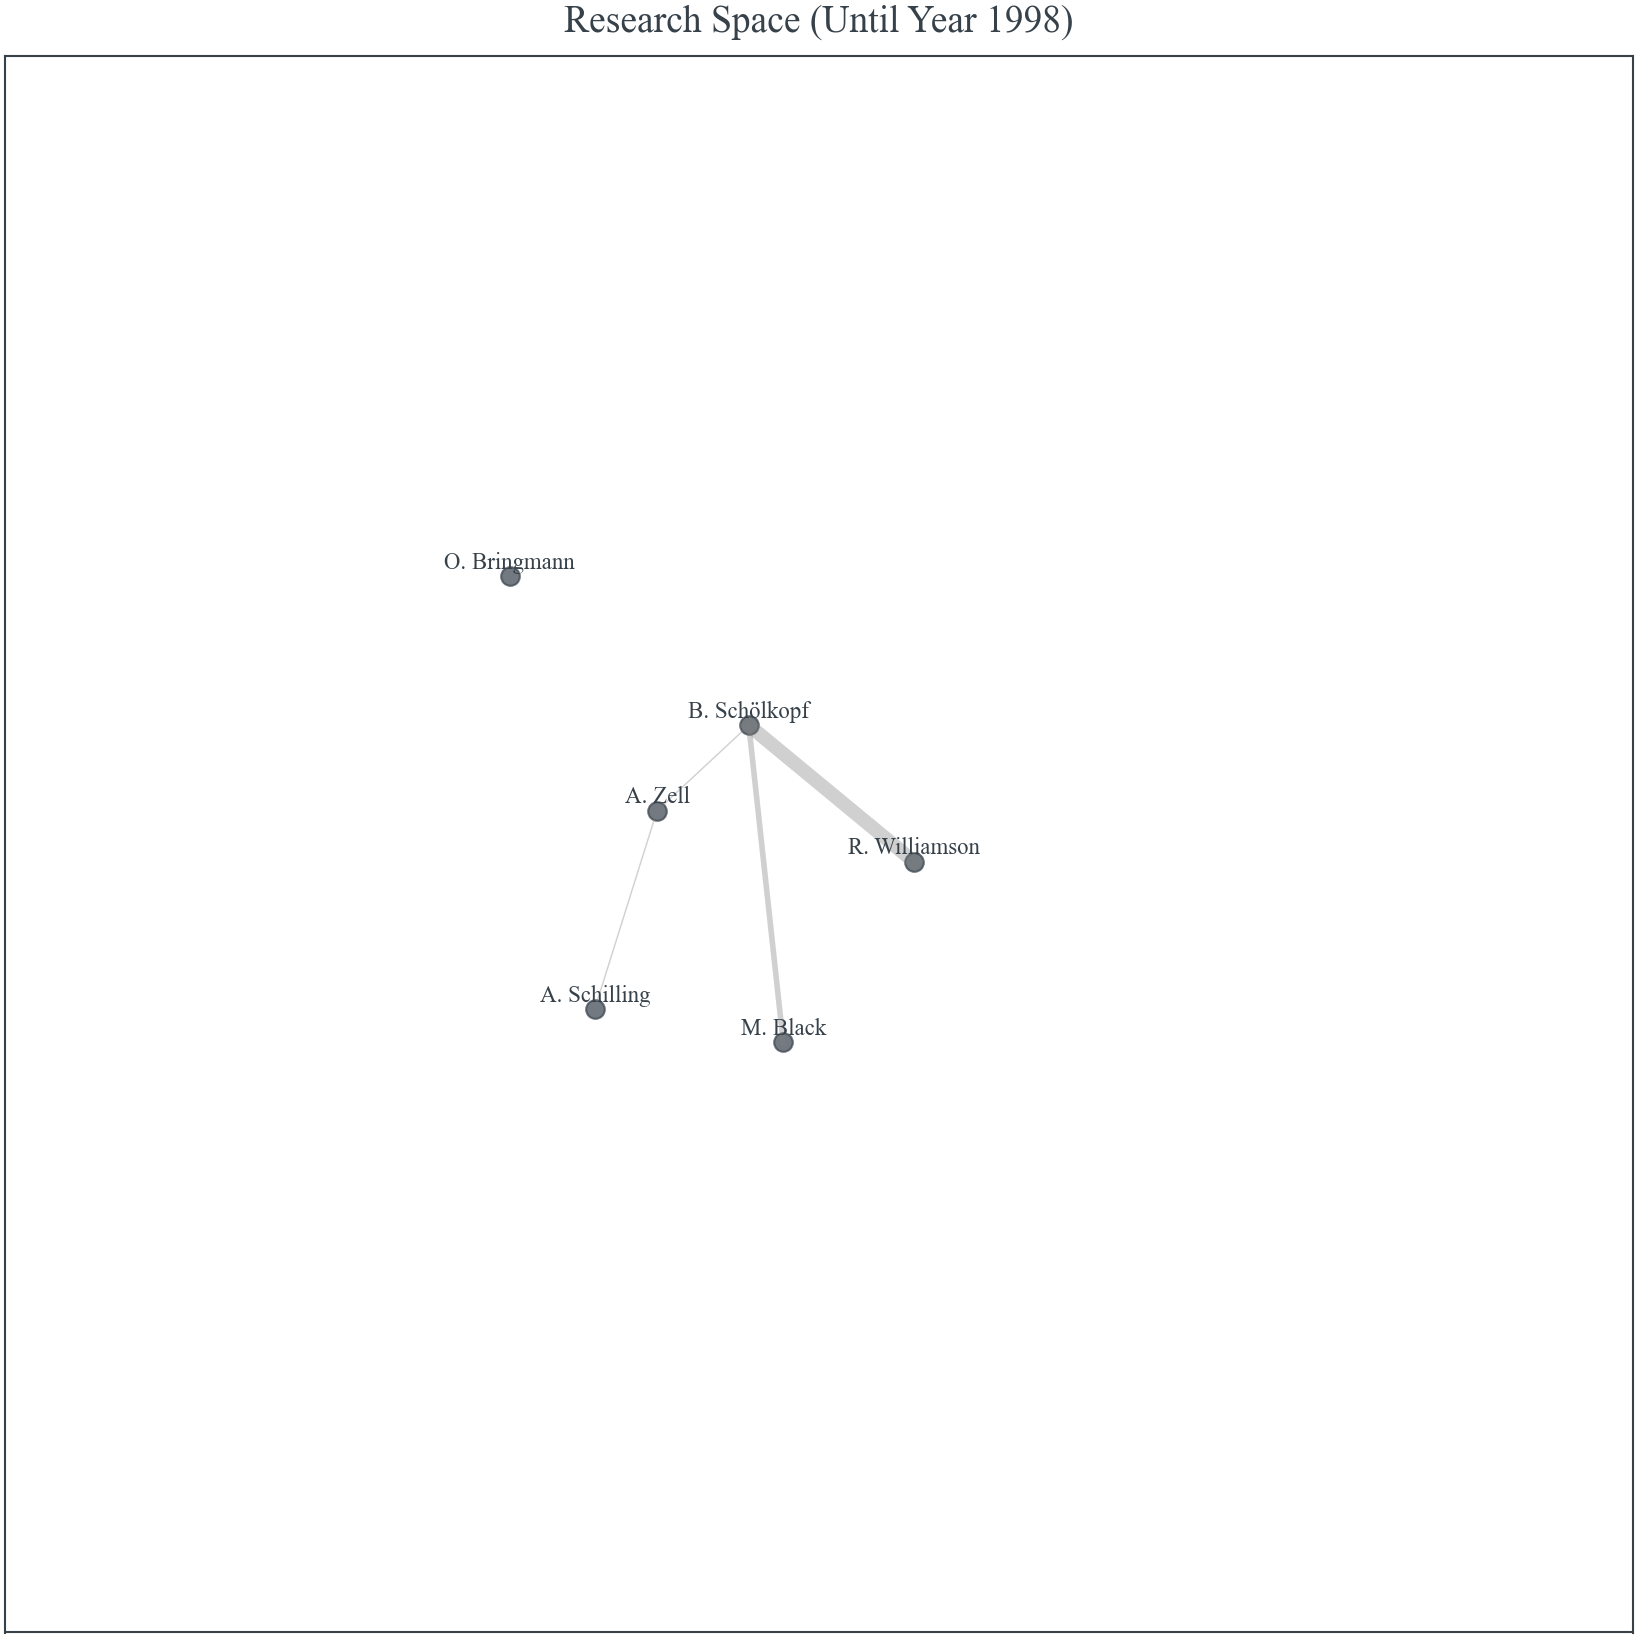 Research Space (Until Year 1998)
O. Bringmann
B. Schölkopf
A. Zell
R. Williamson
A. Schilling
M. Black